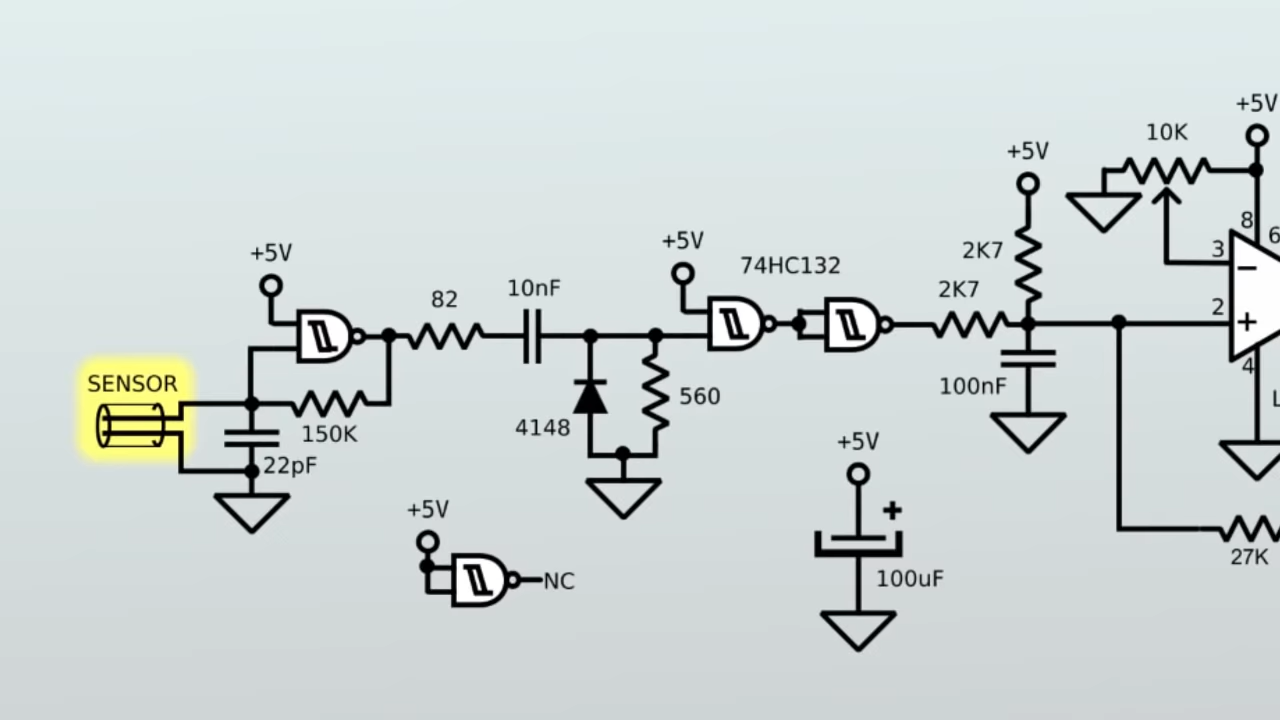 +5V
10K
+5V
8
6
+5V
2K7
3
−
+5V
74HC132
2K7
2
+
+5V
82
10nF
4
SENSOR
560
100nF
150K
4148
22pF
+5V
+
+5V
NC
100uF
27K